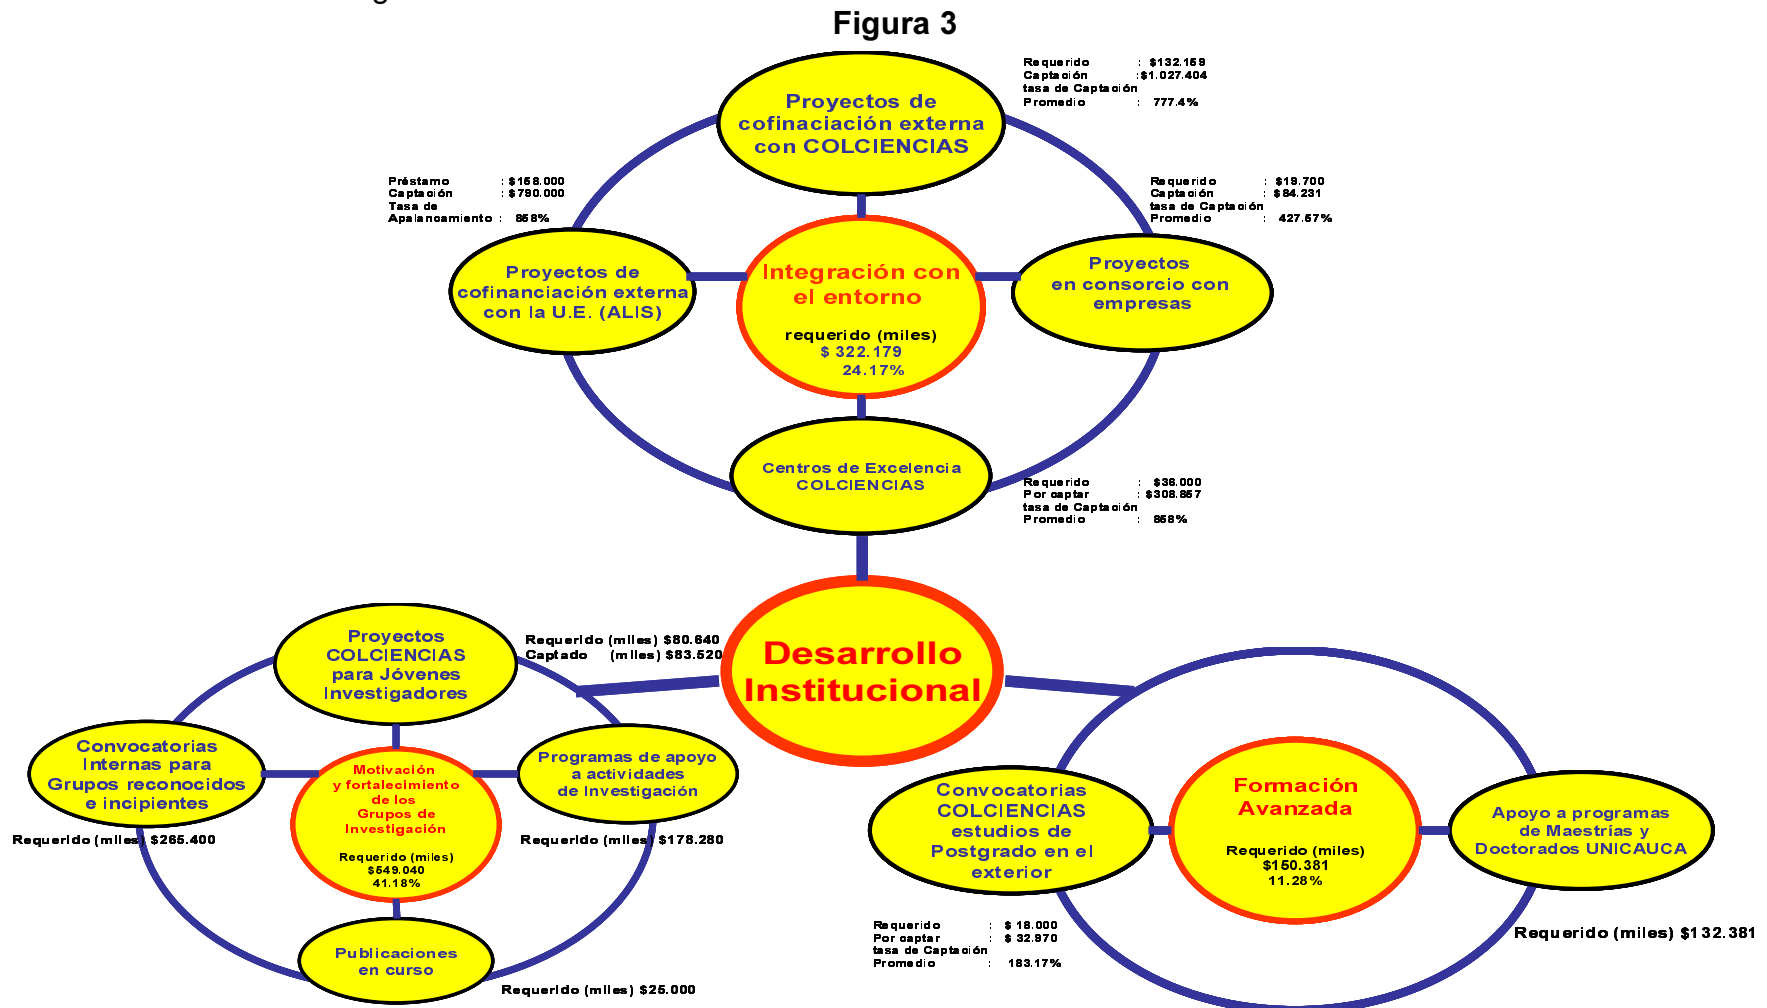 Figura 3
Requerido : $132.159
Captación :$1.027.404
tasa de Captación
Promedio : 777.4%
Proyectos de
cofinaciación externa
con COLCIENCIAS
Préstamo : $158.000
Captación : $790.000
Tasa de
Apalancamiento : 858%
Requerido : $19.700
Captación : $84.231
tasa de Captación
Promedio : 427.57%
Proyectos de
cofinanciación externa
con la U.E. (ALIS)
Integración con
el entorno
requerido (miles)
$ 322.179
24.17%
Proyectos
en consorcio con
empresas
Centros de Excelencia
COLCIENCIAS
Requerido : $36.000
Por captar : $308.857
tasa de Captación
Promedio : 858%
Desarrollo
Institucional
Proyectos
COLCIENCIAS
para Jóvenes
Investigadores
Requerido (miles) $80.640
Captado (miles) $83.520
Convocatorias
Internas para
Grupos reconocidos
e incipientes
Requerido (miles) $265.400
Motivación
y fortalecimiento
de los
Grupos de
Investigación
Requerido (miles)
$549.040
41.18%
Programas de apoyo
a actividades
de Investigación
Requerido (miles) $178.280
Publicaciones
en curso
Requerido (miles) $25.000
Convocatorias
COLCIENCIAS
estudios de
Postgrado en el
exterior
Requerido : $ 18.000
Por captar : $ 32.970
tasa de Captación
Promedio : 183.17%
Formación
Avanzada
Requerido (miles)
$150.381
11.28%
Apoyo a programas
de Maestrías y
Doctorados UNICAUCA
Requerido (miles) $132.381